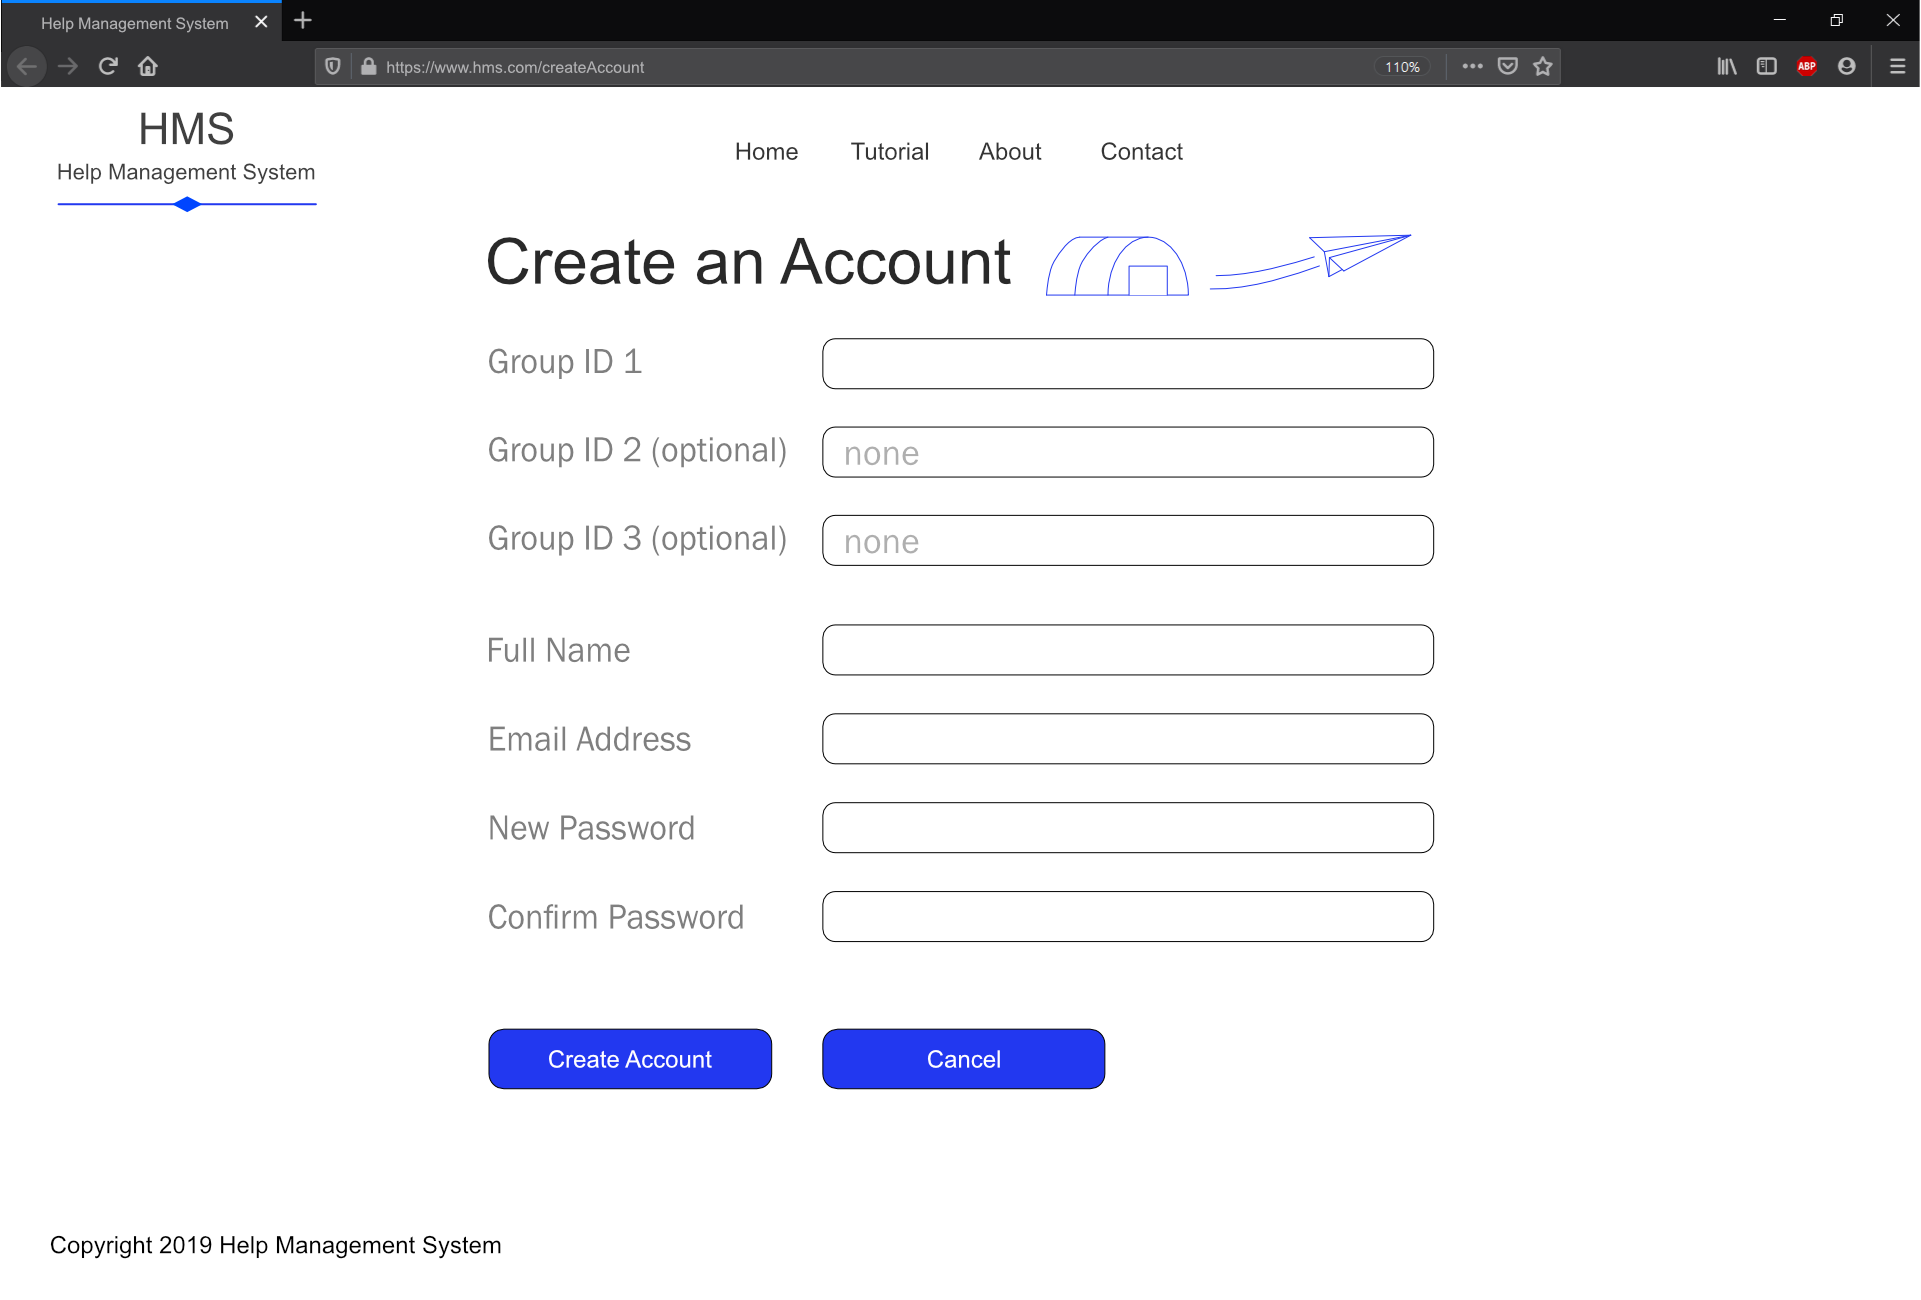 Help Management System
https://www.hms.com/createAccount
110%
ABP
HMS
Help Management System
Home Tutorial About Contact
Create an Account
Group ID 1
Group ID 2 (optional) none
Group ID 3 (optional) none
Full Name
Email Address
New Password
Confirm Password
Create Account Cancel
Copyright 2019 Help Management System